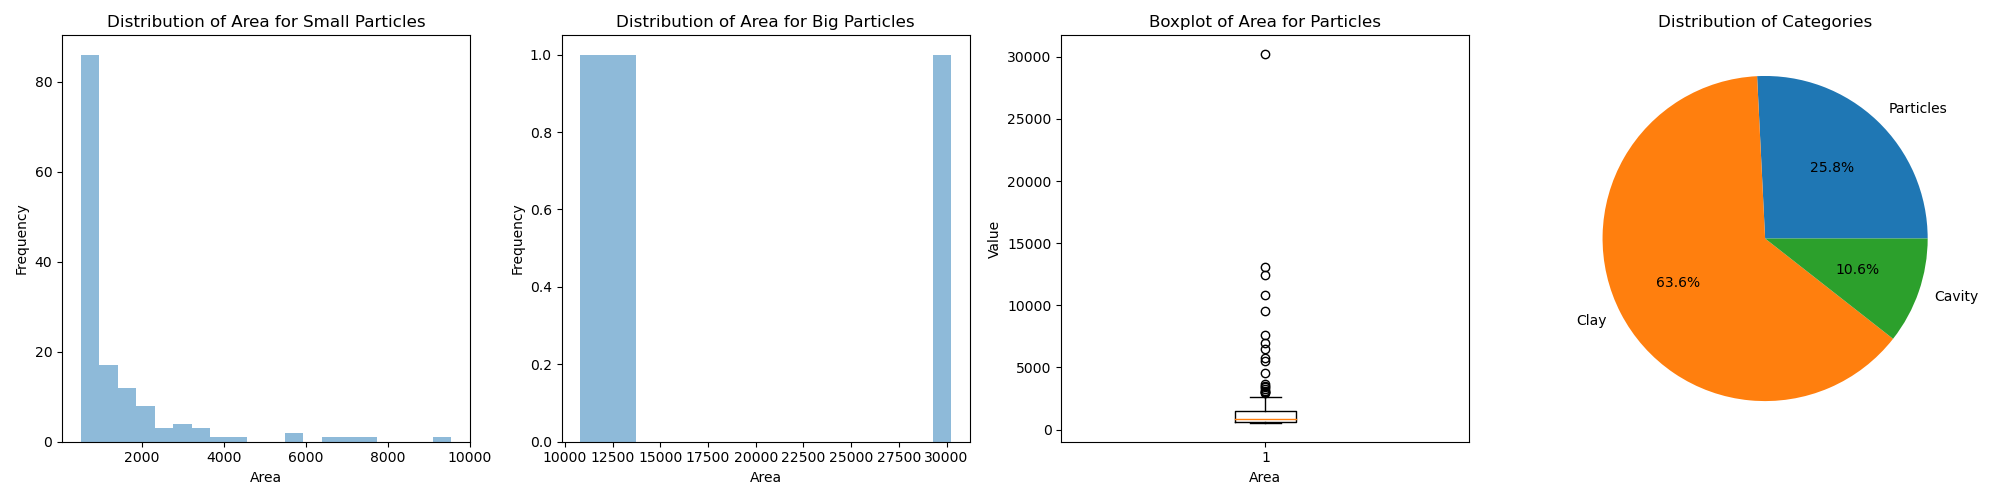 Distribution of Area for Small Particles
Frequency
80
60
40
20
0
2000 4000 6000 8000 10000
Area
Distribution of Area for Big Particles
Frequency
1.0
0.8
0.6
0.4
0.2
0.0
10000 12500 15000 17500 20000 22500 25000 27500 30000
Area
Boxplot of Area for Particles
Value
30000
25000
20000
15000
10000
5000
0
1
Area
Distribution of Categories
Particles
25.8%
63.6%
Clay
10.6%
Cavity